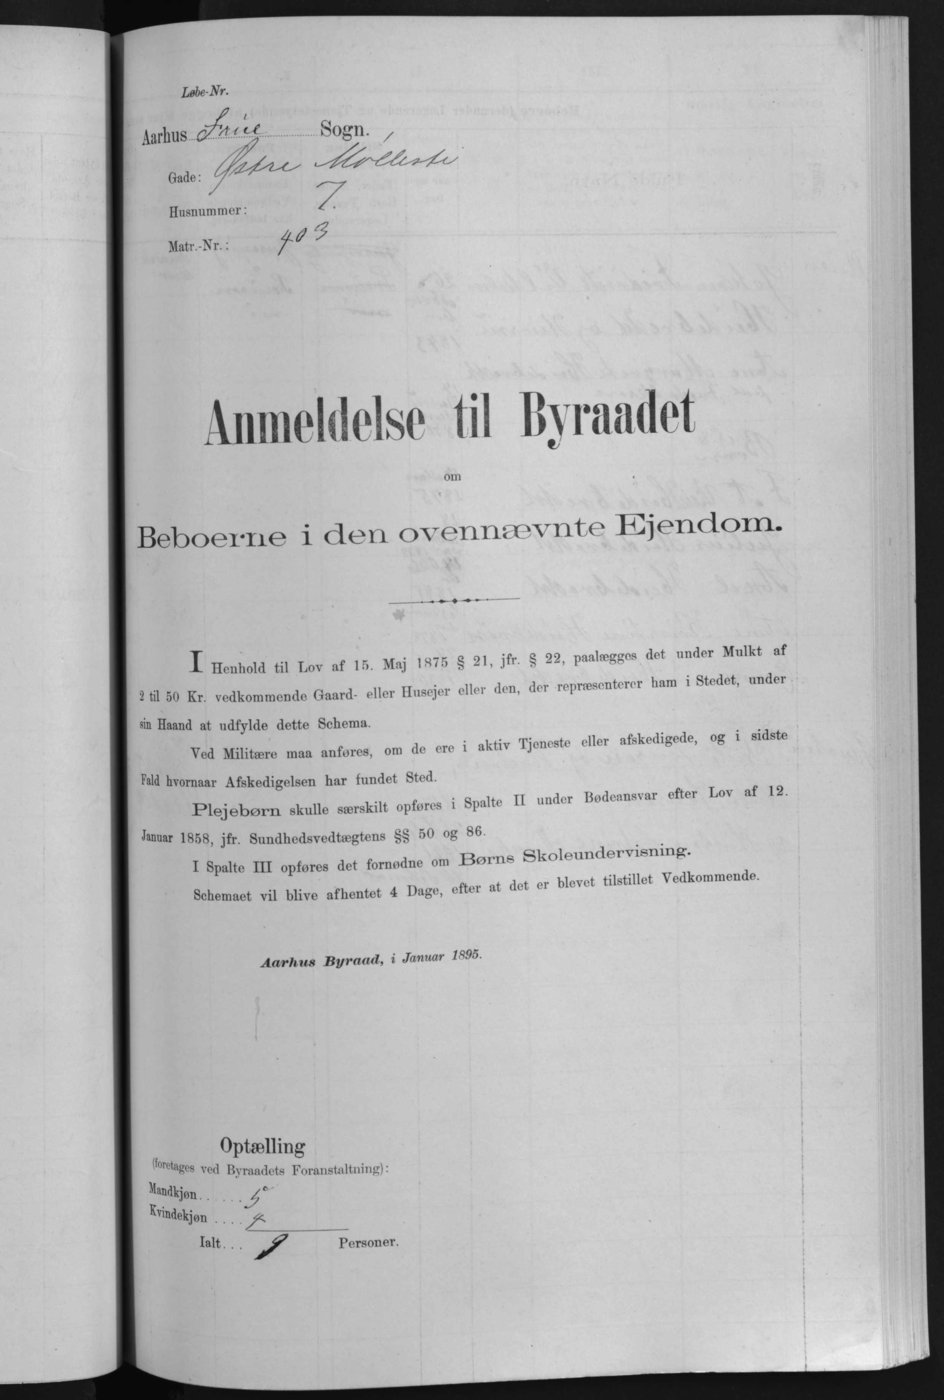 Løbe-Nr.
Aarhus Frue Sogn.
Gade: Østre Mollesti
Husnummer: 7.
Matr.-Nr.: 403
Anmeldelse til Byraadet
om
Beboerne i den ovennævnte Ejendom.
I Henhold til Lov af 15. Maj 1875 § 21, jfr. § 22, paalægges det under Mulkt af
2 til 50 Kr. vedkommende Gaard- eller Husejer eller den, der repræsenterer ham i Stedet, under
sin Haand at udfylde dette Schema.
Ved Militære maa anføres, om de ere i aktiv Tjeneste eller afskedigede, og i sidste
Fald hvornaar Afskedigelsen har fundet Sted.
Plejebørn skulle særskilt opføres i Spalte II under Bødeansvar efter Lov af 12.
Januar 1858, jfr. Sundhedsvedtægtens §§ 50 og 86.
I Spalte III opføres det fornødne om Børns Skoleundervisning.
Schemaet vil blive afhentet 4 Dage, efter at det er blevet tilstillet Vedkommende.
Aarhus Byraad, i Januar 1895.
Optælling
(foretages ved Byraadets Foranstaltning):
Mandkjøn...... 5
Kvindekjøn.... 4
Ialt... 9 Personer.